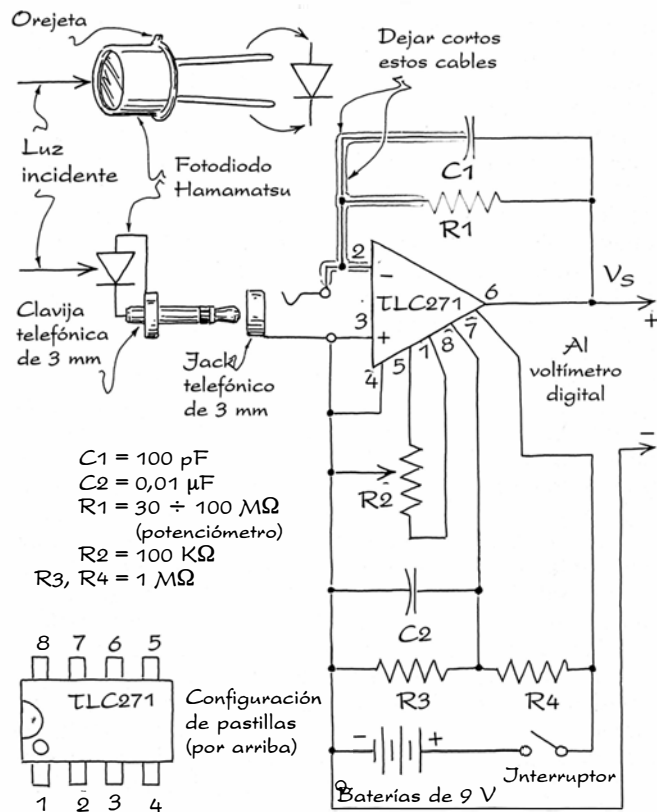 Orejeta
Dejar cortos
estos cables
Luz
incidente
Fotodiodo
Hamamatsu
C1
R1
2
−
TLC271
6
VS
+
3
+
Clavija
telefónica
de 3 mm
Jack
telefónico
de 3 mm
4
5
1
8
7
Al
voltímetro
digital
−
R2
C1 = 100 pF
C2 = 0,01 µF
R1 = 30 ÷ 100 MΩ
(potenciómetro)
R2 = 100 KΩ
R3, R4 = 1 MΩ
C2
R3
R4
8 7 6 5
TLC271
1 2 3 4
Configuración
de pastillas
(por arriba)
− +
Interruptor
Baterías de 9 V